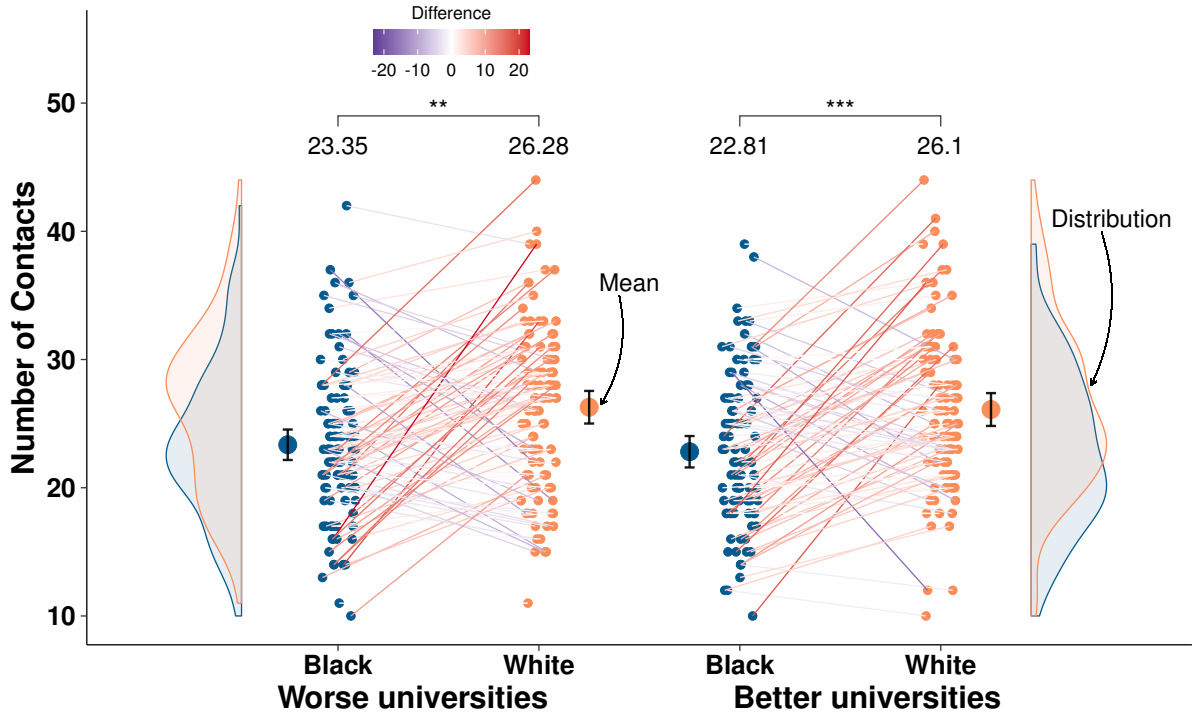 Difference
-20 -10 0 10 20
** ***
23.35 26.28 22.81 26.1
Number of Contacts
50
40
30
20
10
Mean
Distribution
Black White Black White
Worse universities Better universities